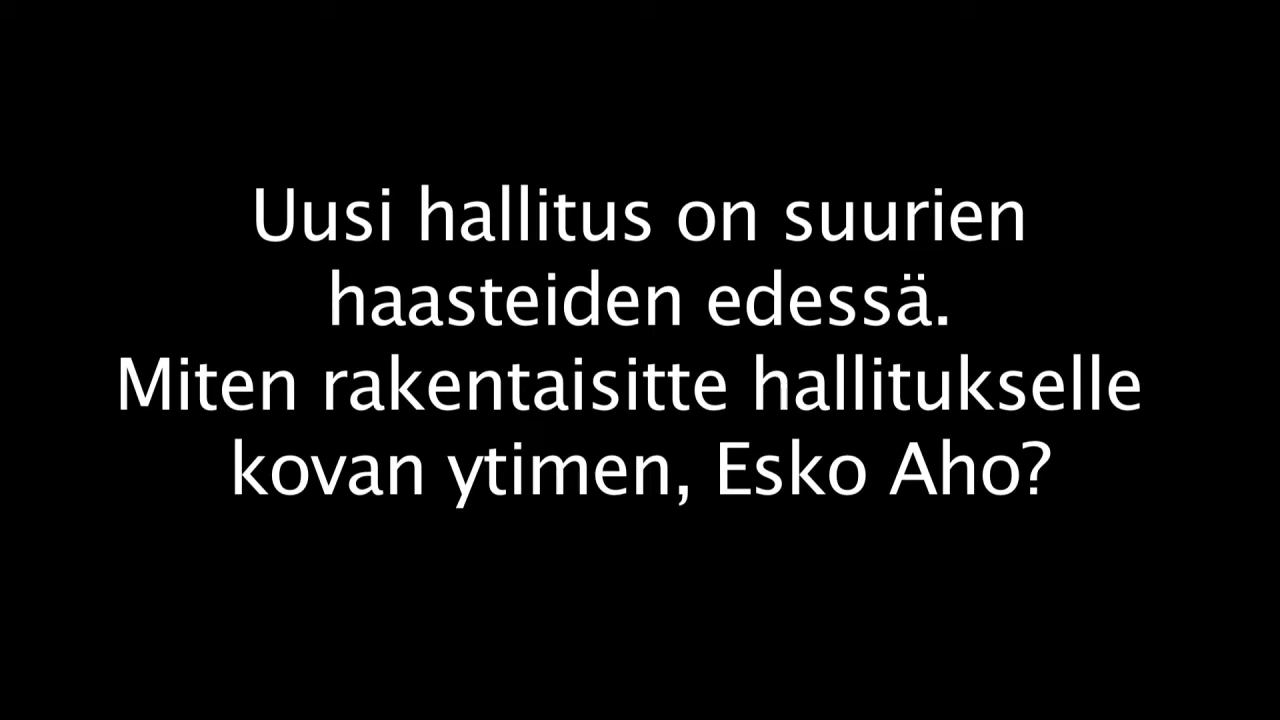 Uusi hallitus on suurien
haasteiden edessä.
Miten rakentaisitte hallitukselle
kovan ytimen, Esko Aho?